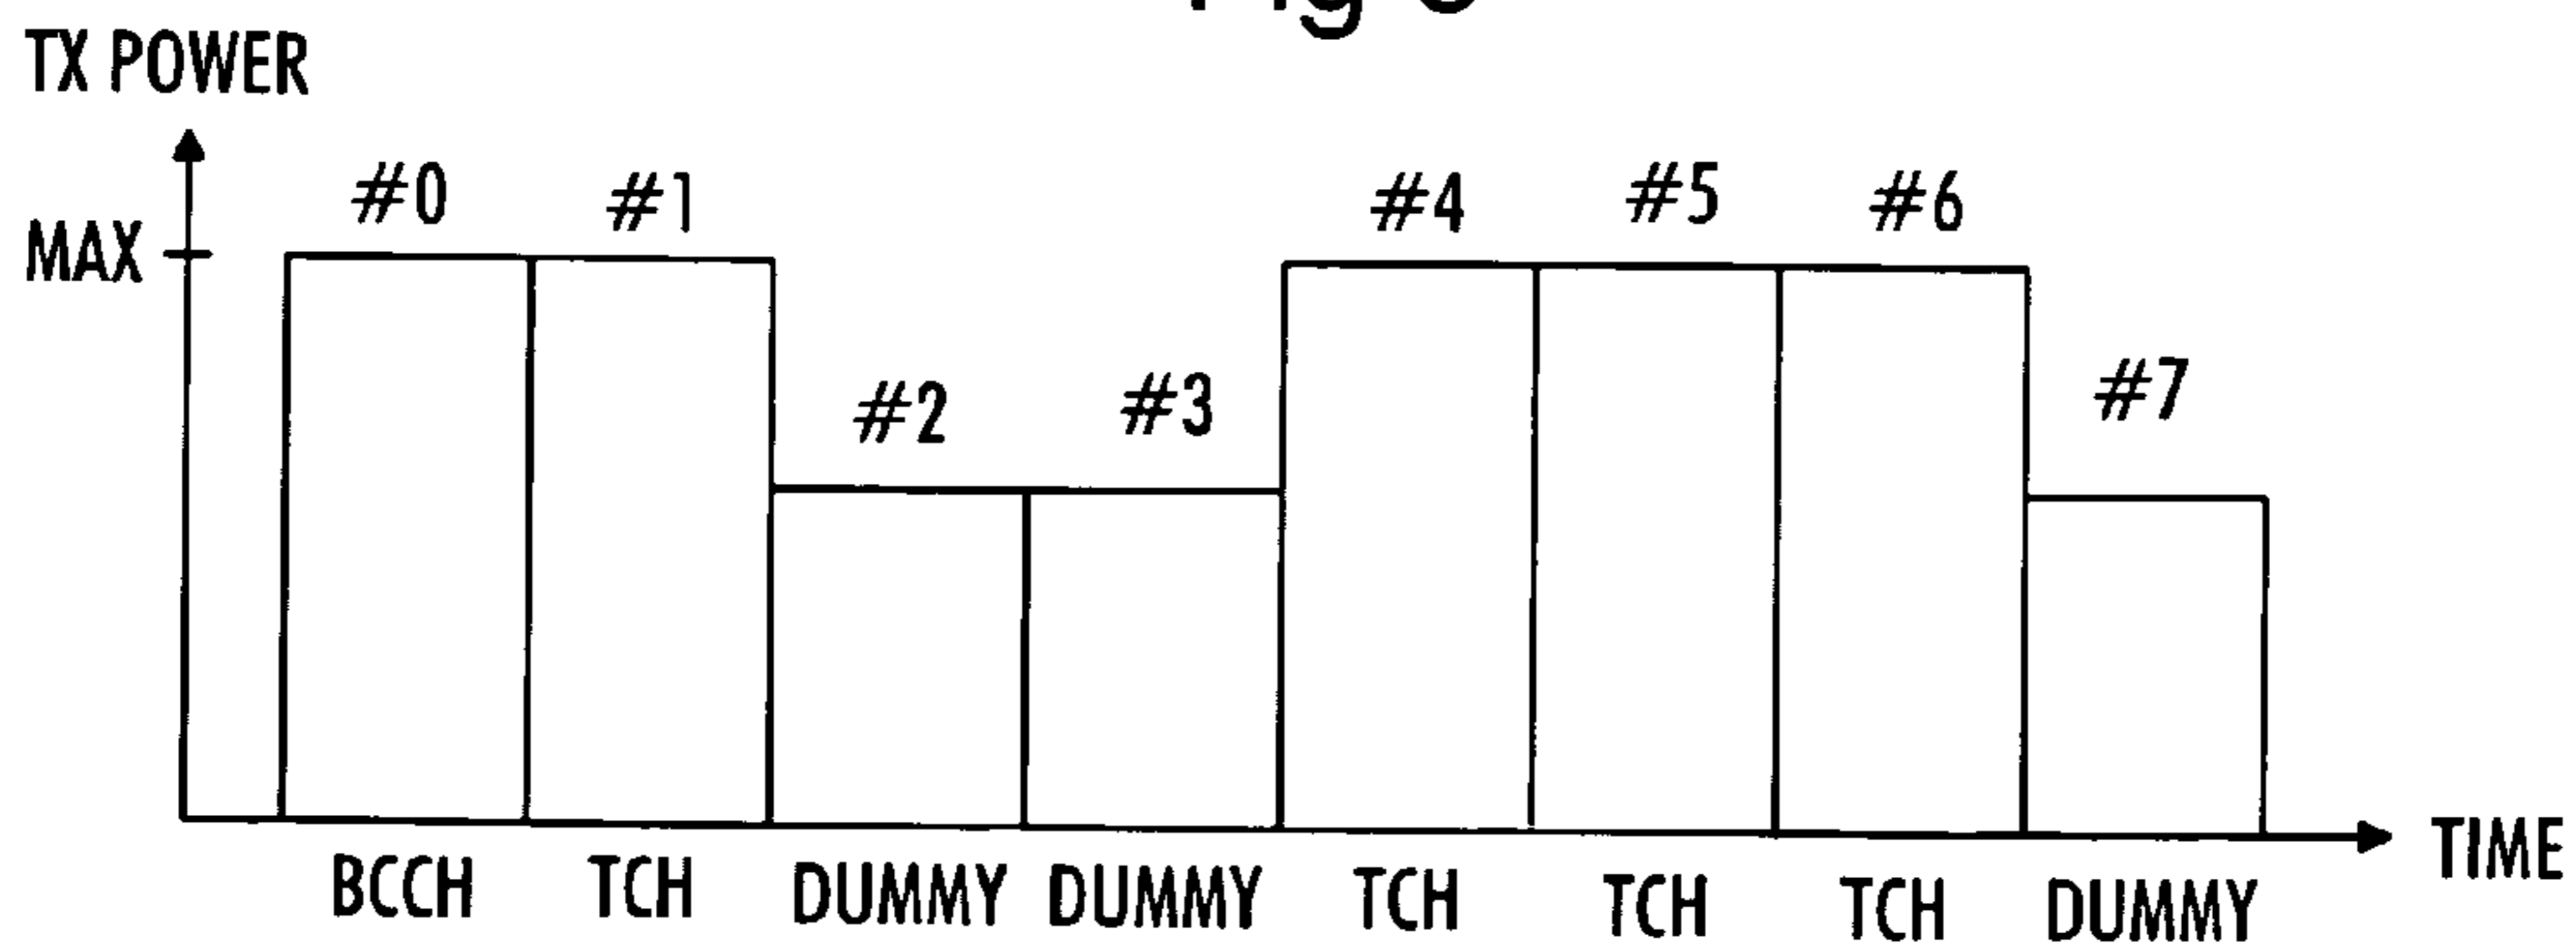 TX POWER
#0 #1 #4 #5 #6
MAX
#2 #3 #7
TIME
BCCH TCH DUMMY DUMMY TCH TCH TCH DUMMY